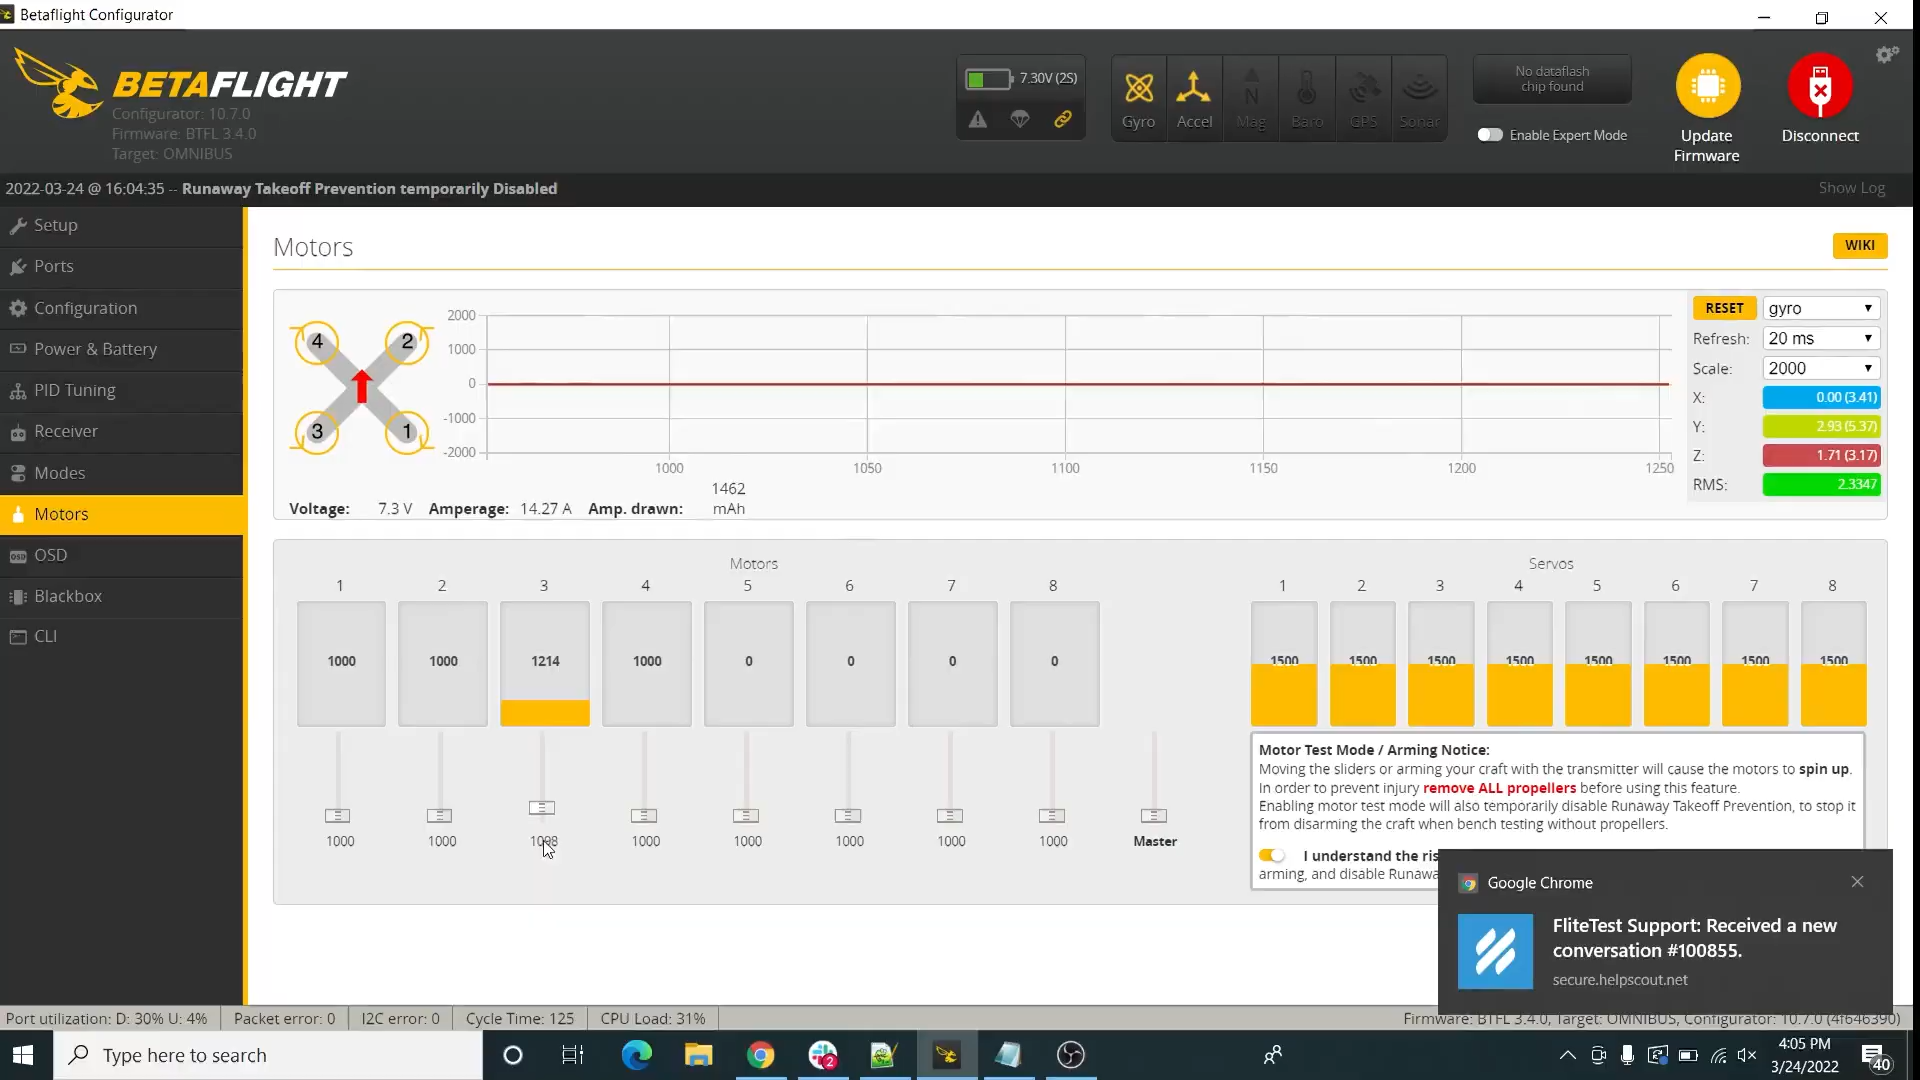 Betaflight Configurator
BETAFLIGHT
Configurator: 10.7.0
Firmware: BTFL 3.4.0
Target: OMNIBUS
7.30V (2S)
Gyro
Accel
N
Mag
Baro
GPS
Sonar
No dataflash
chip found
Enable Expert Mode
Update
Firmware
Disconnect
2022-03-24 @ 16:04:35 -- Runaway Takeoff Prevention temporarily Disabled
Show Log
Setup
Ports
Configuration
Power & Battery
PID Tuning
Receiver
Modes
Motors
OSD
OSD
Blackbox
CLI
Motors
WIKI
4
2
3
1
2000
1000
0
-1000
-2000
1000
1050
1100
1150
1200
1250
Voltage: 7.3 V Amperage: 14.27 A Amp. drawn: 1462
mAh
RESET gyro
Refresh: 20 ms
Scale: 2000
X: 0.00 (3.41)
Y: 2.93 (5.37)
Z: 1.71 (3.17)
RMS: 2.3347
Motors
1 2 3 4 5 6 7 8
1000 1000 1214 1000 0 0 0 0
1000 1000 1000 1000 1000 1000 1000 Master
Servos
1 2 3 4 5 6 7 8
1500 1500 1500 1500 1500 1500 1500 1500
Motor Test Mode / Arming Notice:
Moving the sliders or arming your craft with the transmitter will cause the motors to spin up.
In order to prevent injury remove ALL propellers before using this feature.
Enabling motor test mode will also temporarily disable Runaway Takeoff Prevention, to stop it
from disarming the craft when bench testing without propellers.
I understand the ris
arming, and disable Runawa
Google Chrome
FliteTest Support: Received a new
conversation #100855.
secure.helpscout.net
Port utilization: D: 30% U: 4%
Packet error: 0
I2C error: 0
Cycle Time: 125
CPU Load: 31%
Firmware: BTFL 3.4.0, Target: OMNIBUS, Configurator: 10.7.0 (4f646390)
Type here to search
2
4:05 PM
3/24/2022
40